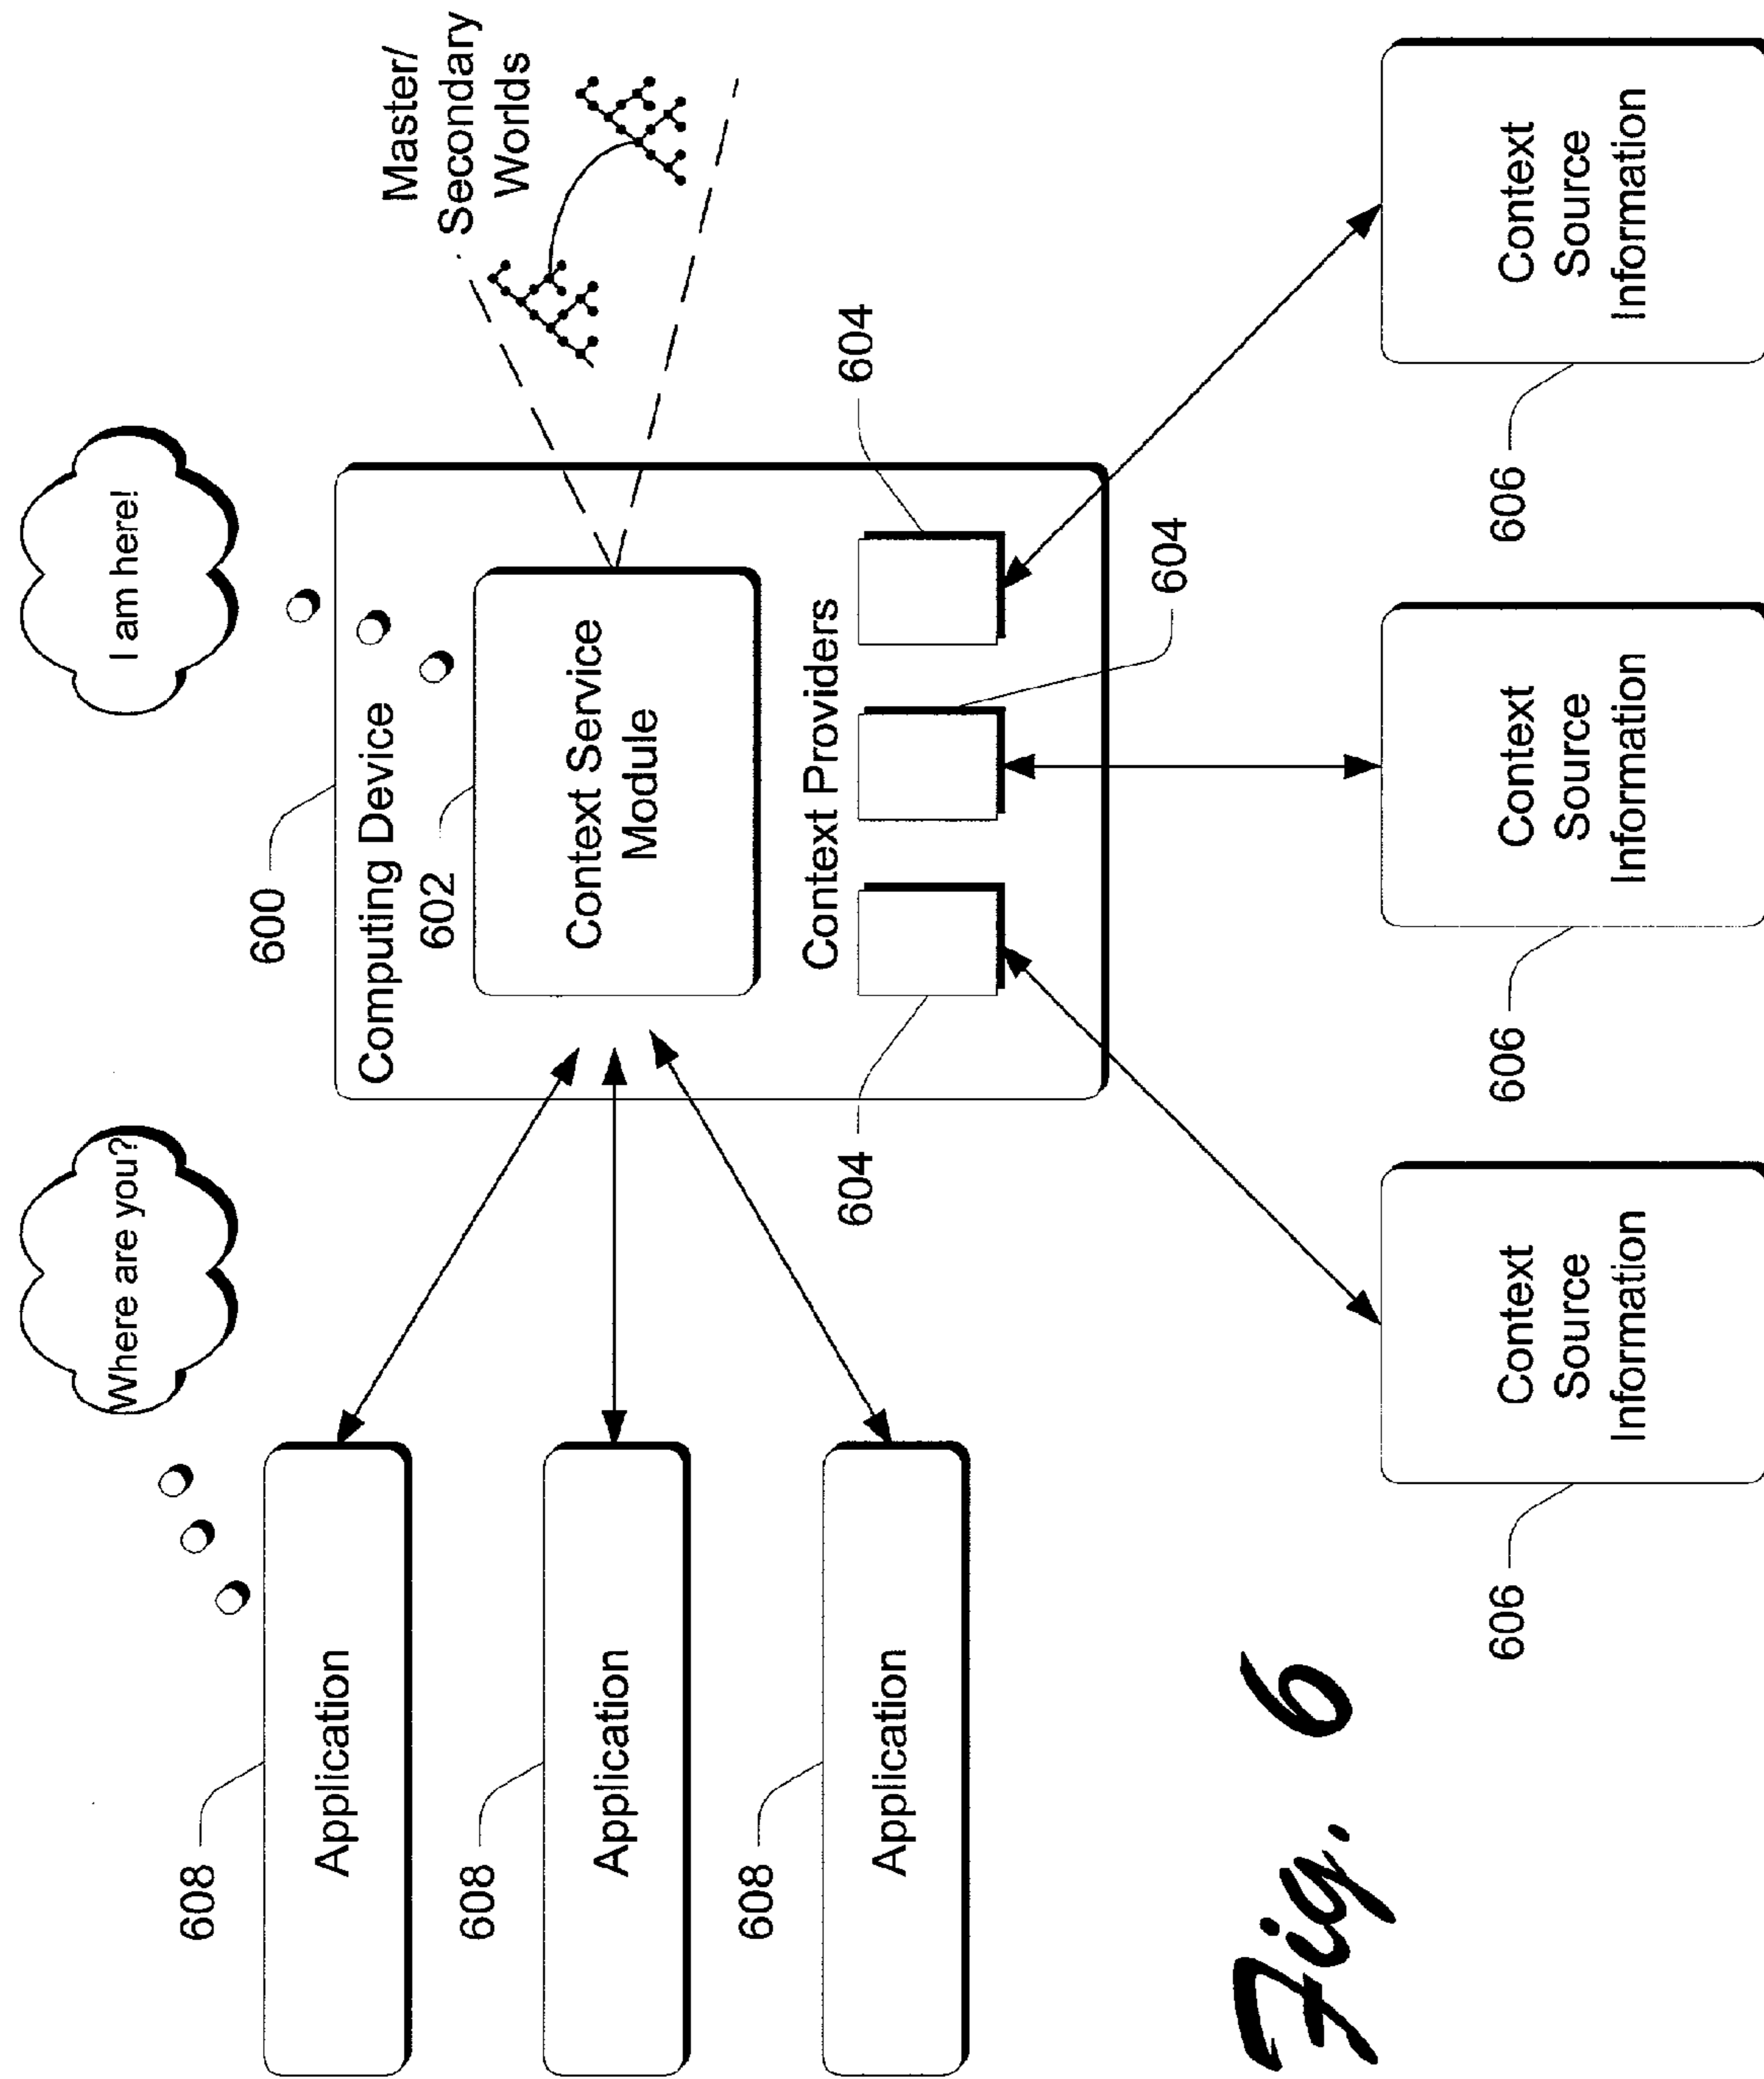 Where are you?
I am here!
Master/
Secondary
Worlds
600
Computing Device
602
Context Service
Module
Context Providers
604
604
604
608
Application
608
Application
608
Application
606
Context
Source
Information
606
Context
Source
Information
606
Context
Source
Information
Fig. 6